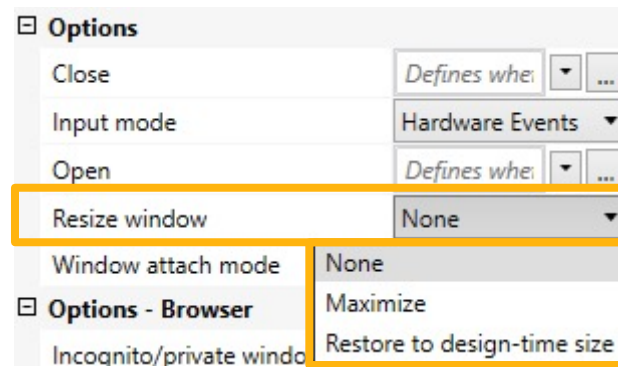 Options
Close Defines whe ...
Input mode Hardware Events
Open Defines whe ...
Resize window None
Window attach mode None
Maximize
Options - Browser
Restore to design-time size
Incognito/private windo